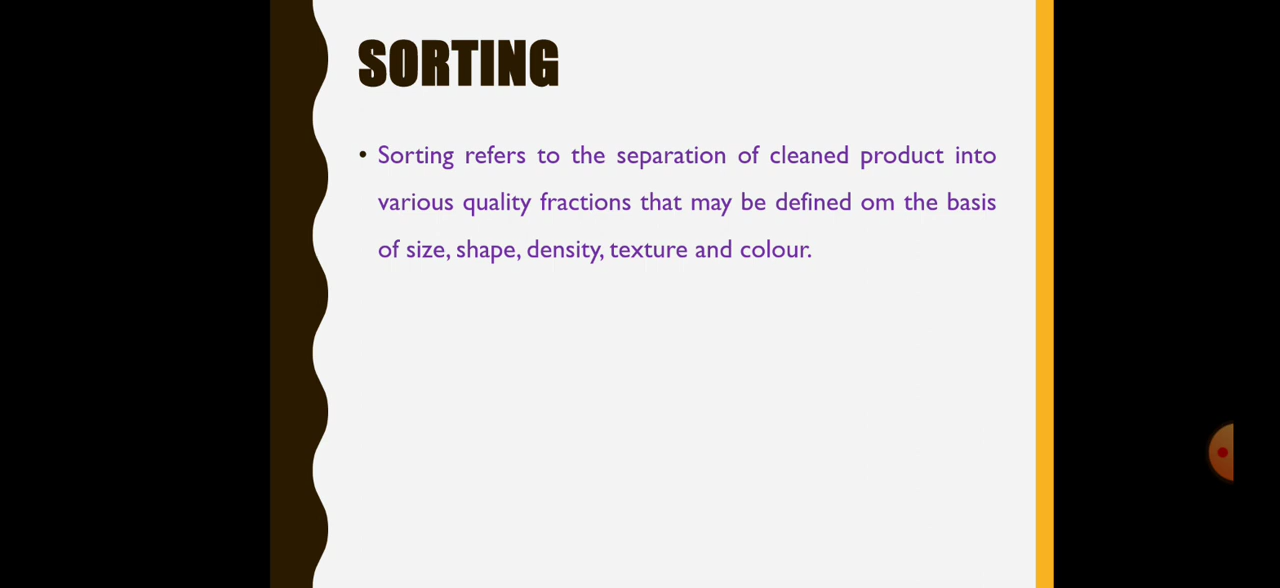 SORTING
• Sorting refers to the separation of cleaned product into
various quality fractions that may be defined om the basis
of size, shape, density, texture and colour.